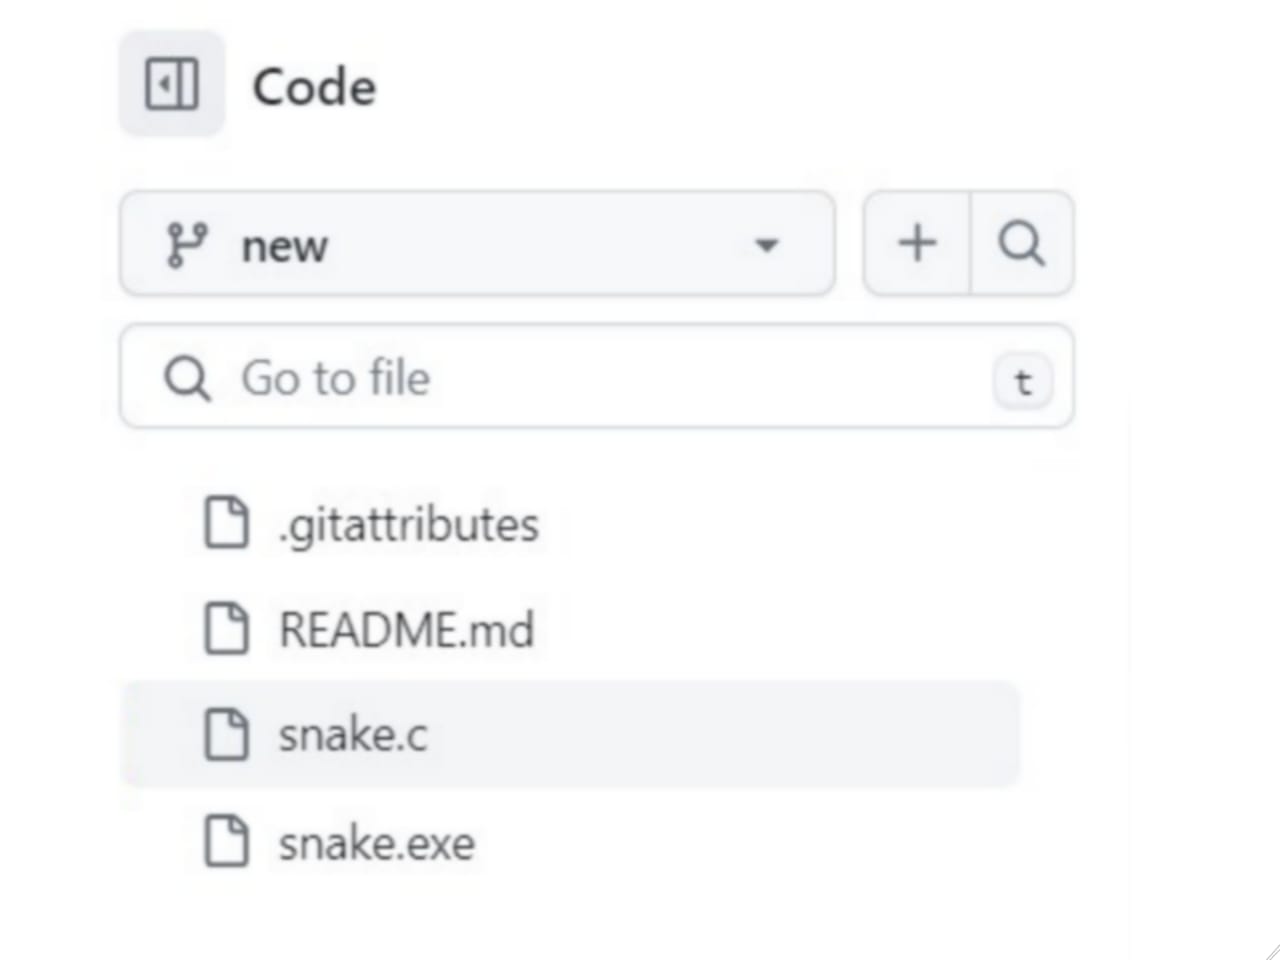 Code
new
Go to file t
.gitattributes
README.md
snake.c
snake.exe